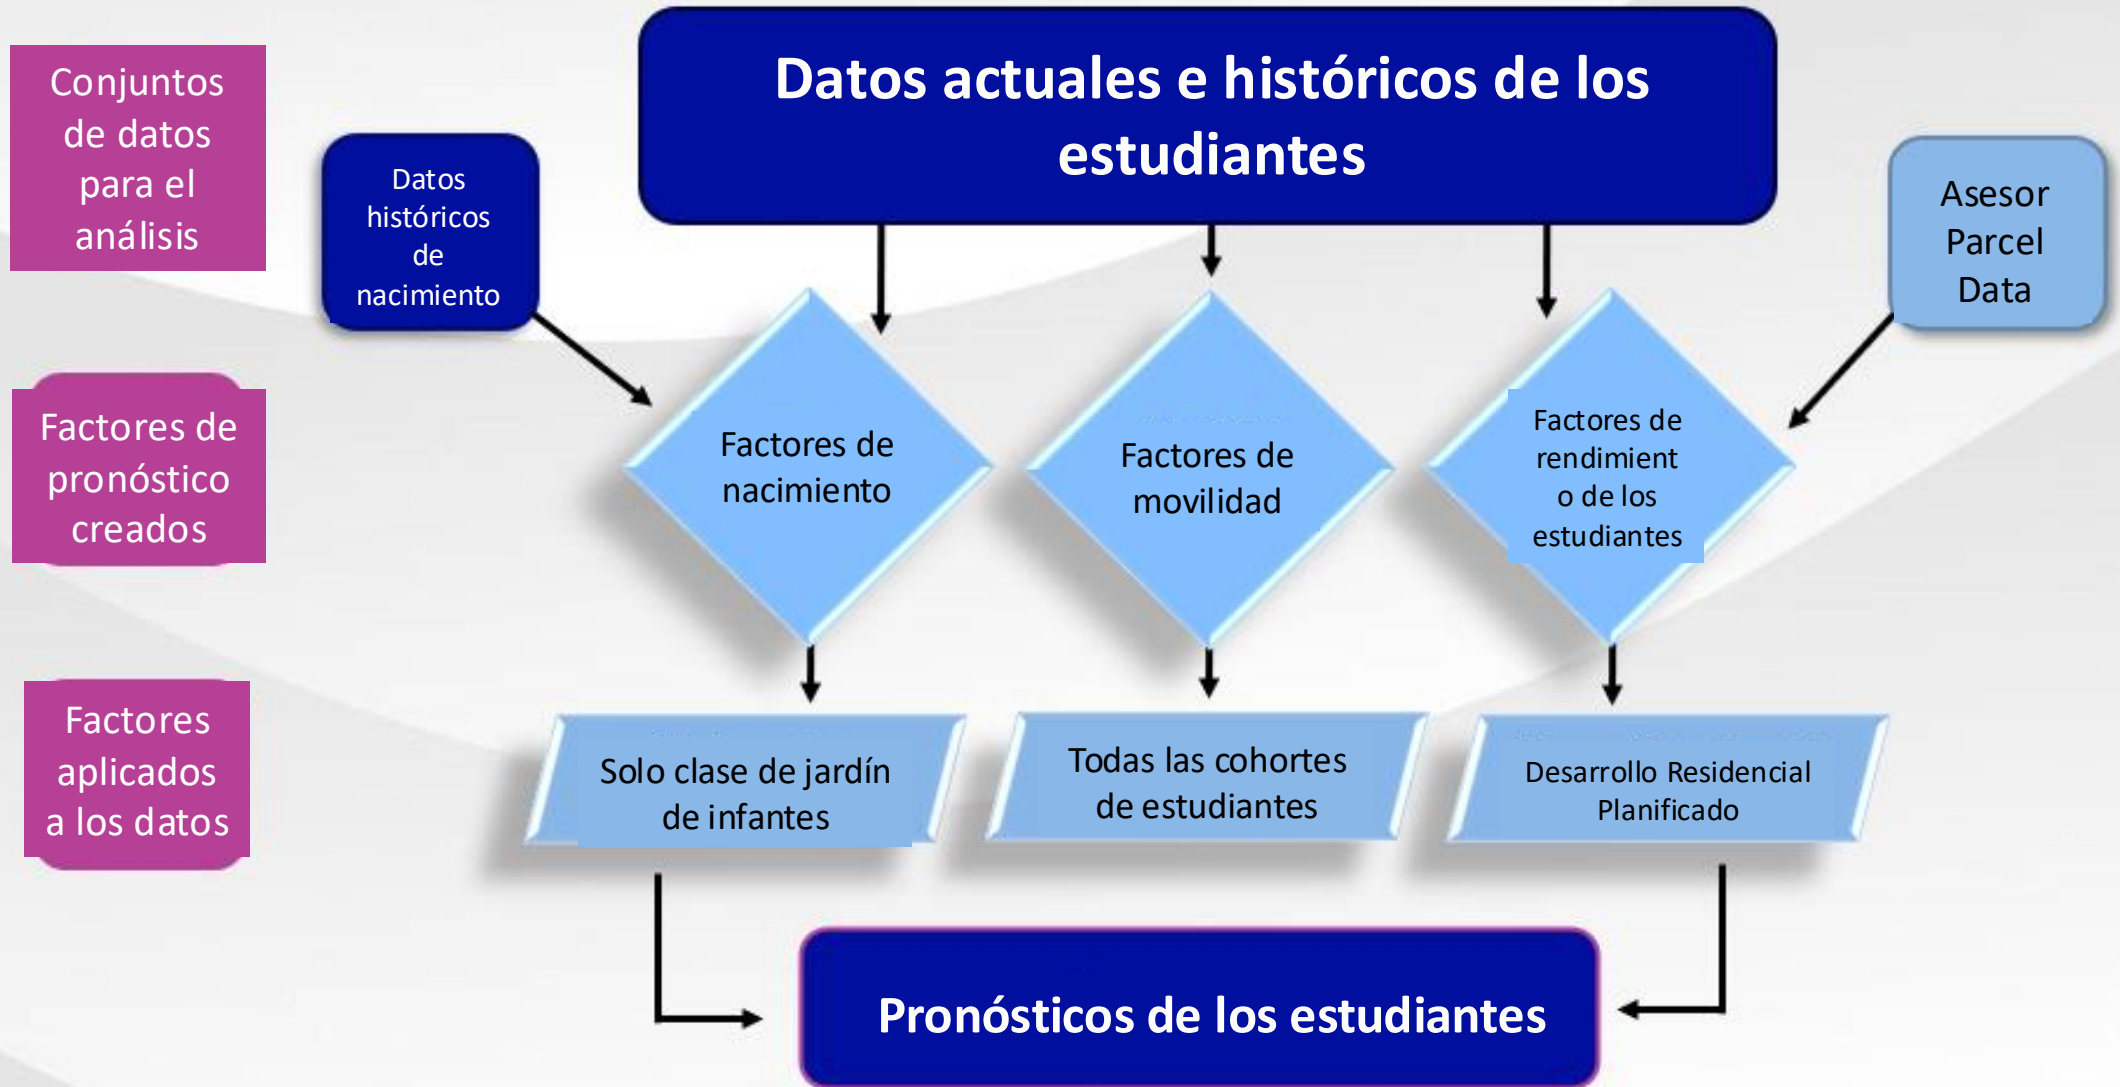 Conjuntos
de datos
para el
análisis
Datos actuales e históricos de los
estudiantes
Datos
históricos
de
nacimiento
Asesor
Parcel
Data
Factores de
pronóstico
creados
Factores de
nacimiento
Factores de
movilidad
Factores de
rendimient
o de los
estudiantes
Factores
aplicados
a los datos
Solo clase de jardín
de infantes
Todas las cohortes
de estudiantes
Desarrollo Residencial
Planificado
Pronósticos de los estudiantes